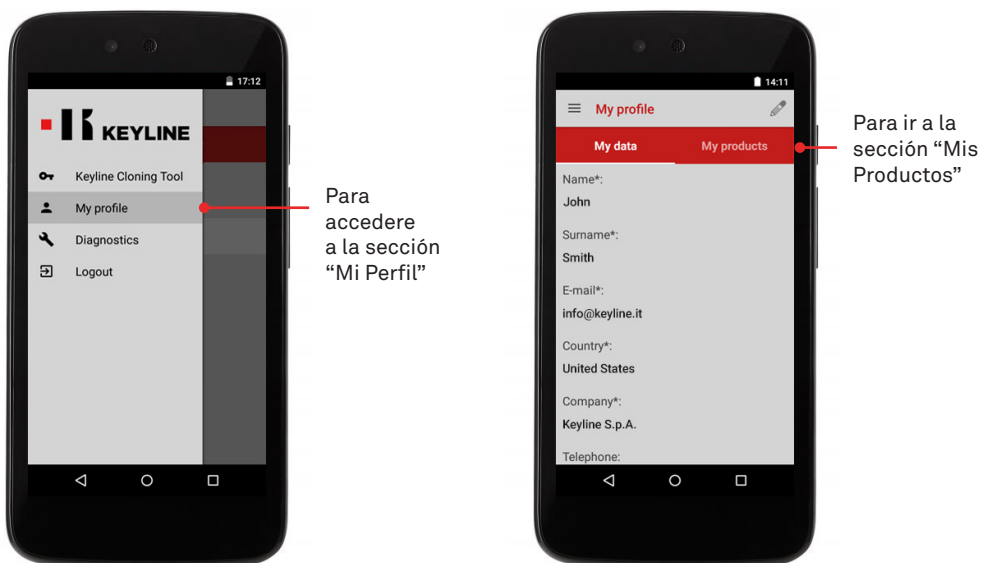 17:12
KEYLINE
Keyline Cloning Tool
My profile
Diagnostics
Logout
Para
accedere
a la sección
“Mi Perfil”
14:11
My profile
My data
My products
Name*:
John
Surname*:
Smith
E-mail*:
info@keyline.it
Country*:
United States
Company*:
Keyline S.p.A.
Telephone:
Para ir a la
sección “Mis
Productos”